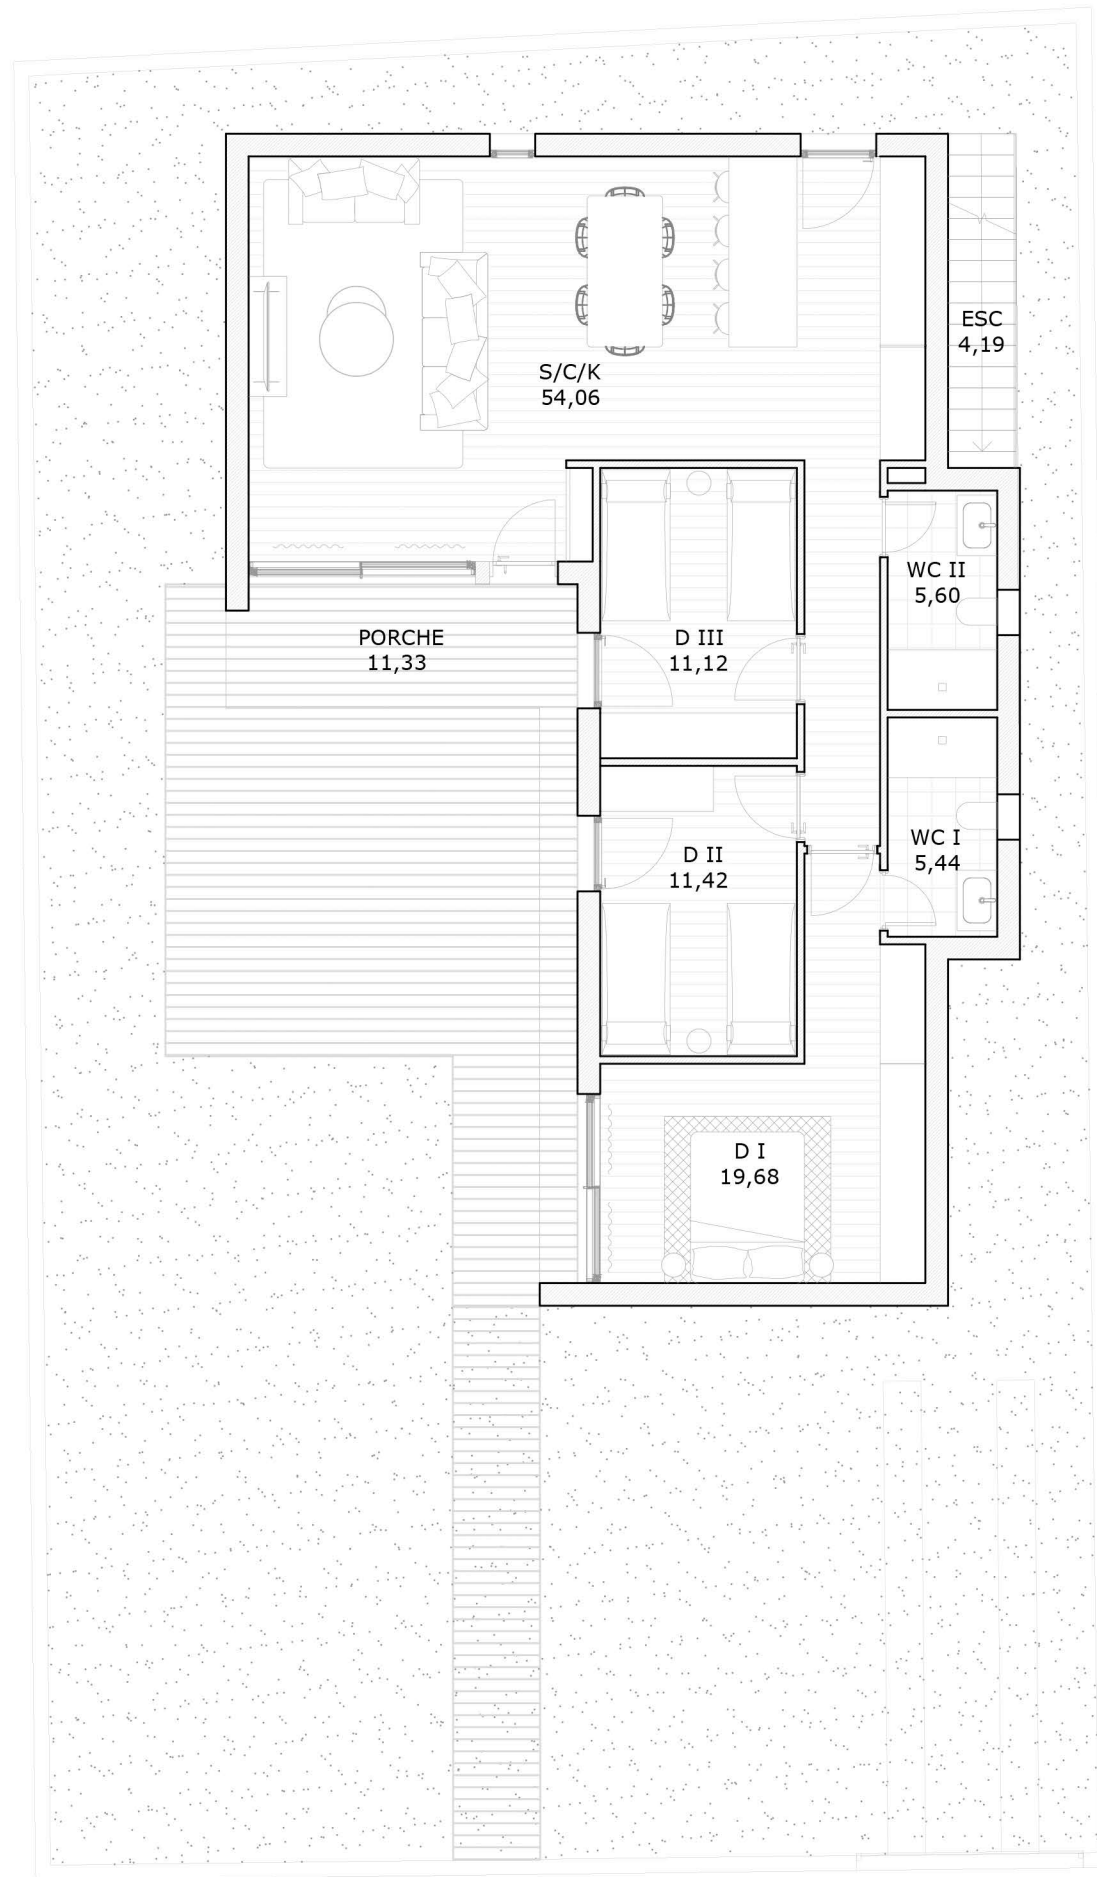 ESC
4,19
S/C/K
54,06
WC II
5,60
PORCHE
11,33
D III
11,12
WC I
5,44
D II
11,42
D I
19,68